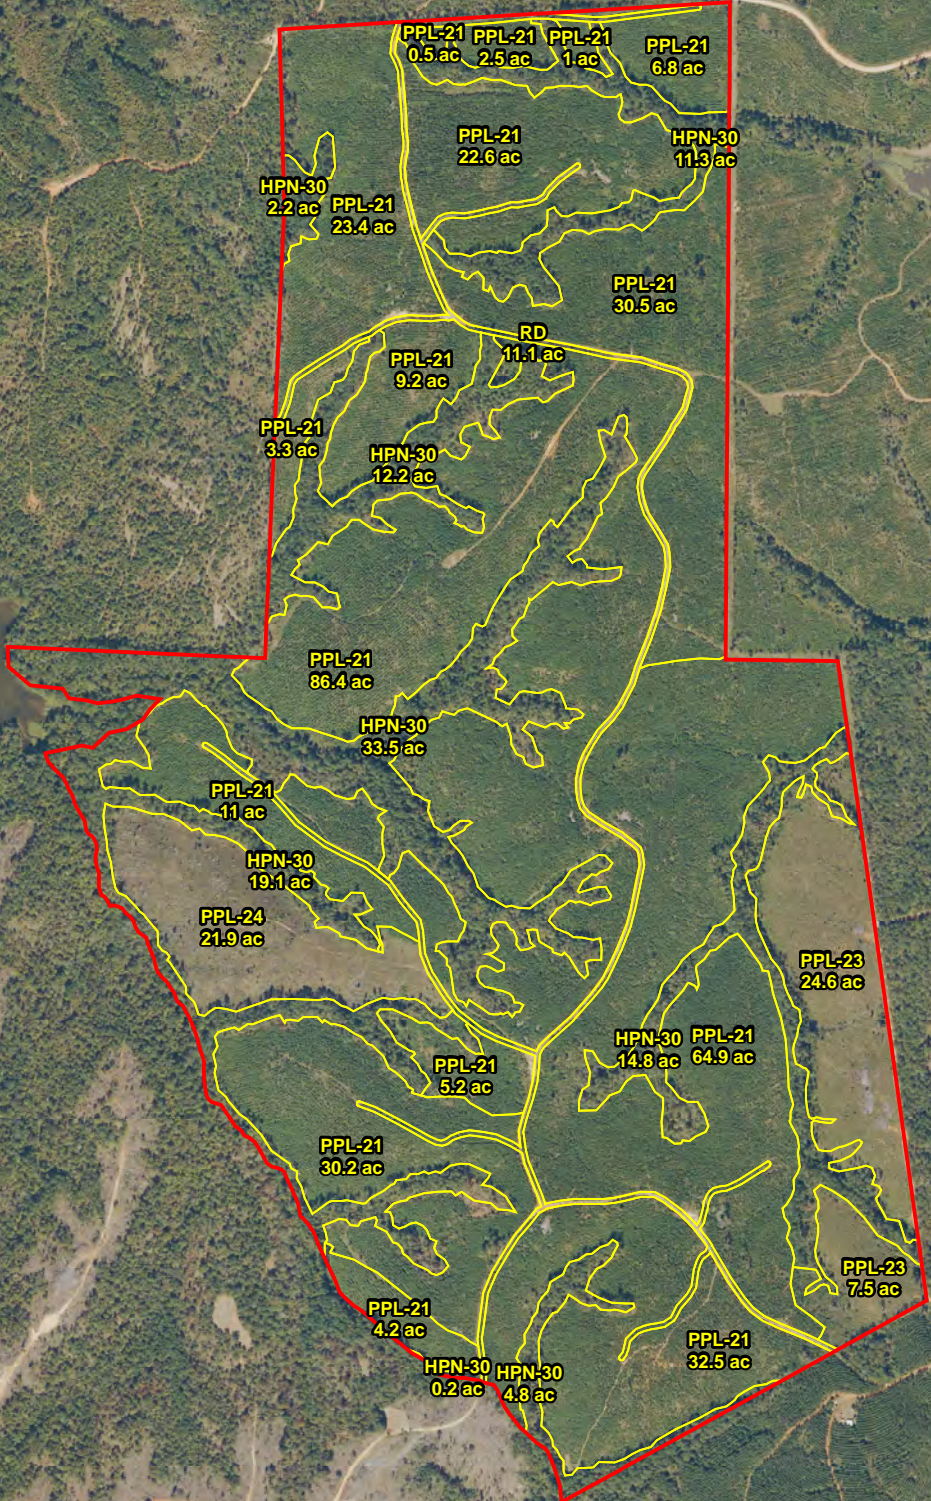 PPL-21
0.5 ac
PPL-21
2.5 ac
PPL-21
1 ac
PPL-21
6.8 ac
PPL-21
22.6 ac
HPN-30
11.3 ac
HPN-30
2.2 ac
PPL-21
23.4 ac
PPL-21
30.5 ac
RD
11.1 ac
PPL-21
9.2 ac
PPL-21
3.3 ac
HPN-30
12.2 ac
PPL-21
86.4 ac
HPN-30
33.5 ac
PPL-21
11 ac
HPN-30
19.1 ac
PPL-24
21.9 ac
PPL-23
24.6 ac
HPN-30
14.8 ac
PPL-21
64.9 ac
PPL-21
5.2 ac
PPL-21
30.2 ac
PPL-23
7.5 ac
PPL-21
4.2 ac
PPL-21
32.5 ac
HPN-30
0.2 ac
HPN-30
4.8 ac